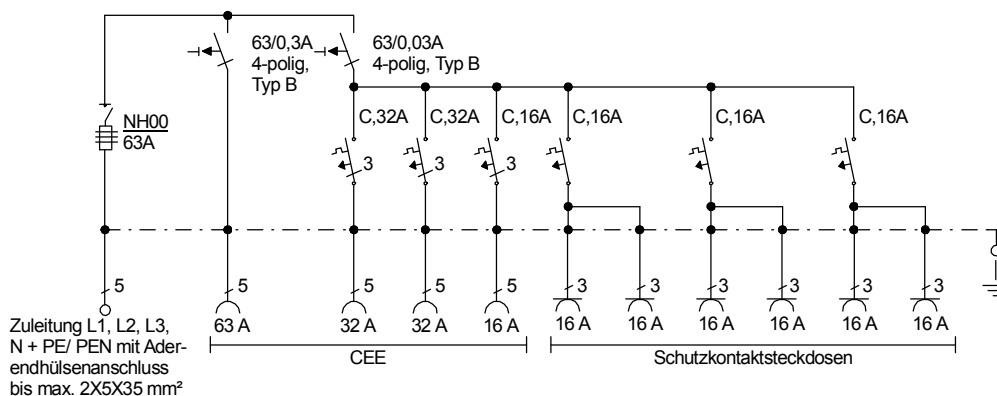 63/0,3A
4-polig,
Typ B
63/0,03A
4-polig, Typ B
NH00
63A
C,32A
C,32A
C,16A
C,16A
C,16A
C,16A
3
3
3
5
5
5
5
5
3
3
3
3
3
3
63 A
32 A
32 A
16 A
16 A
16 A
16 A
16 A
16 A
16 A
Zuleitung L1, L2, L3,
N + PE/ PEN mit Ader-
endhülsenanschluss
bis max. 2X5X35 mm²
CEE
Schutzkontaktsteckdosen